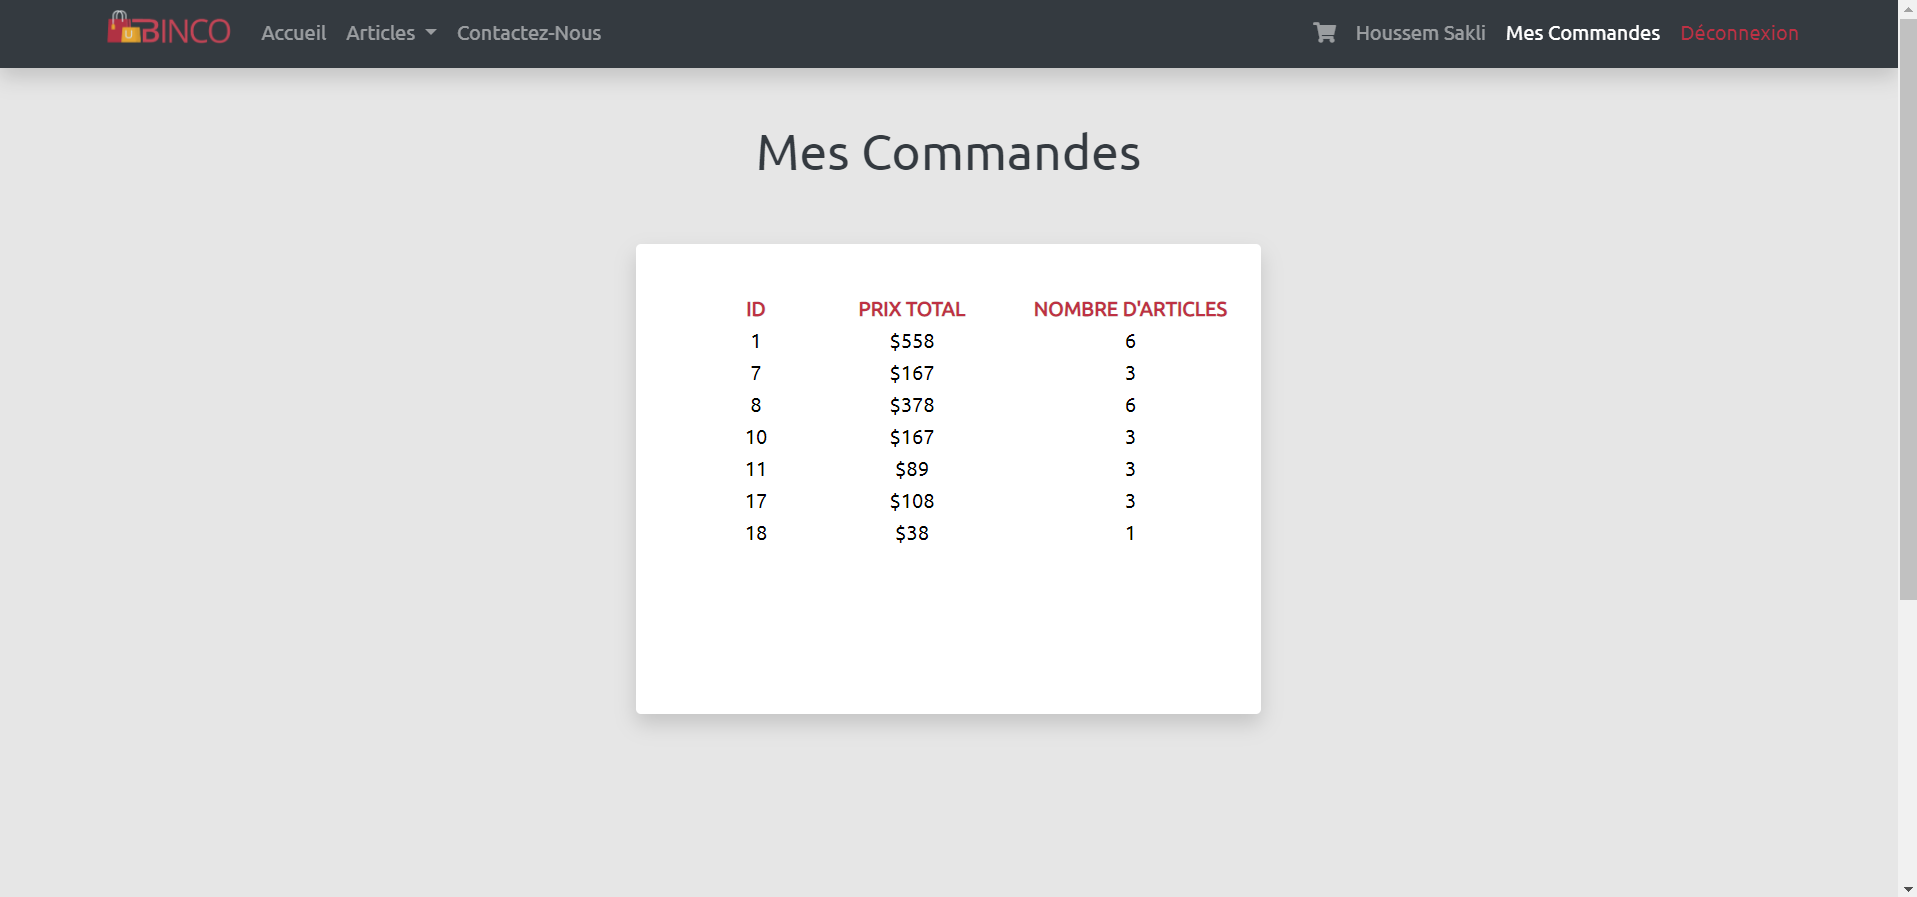 UBINCO Accueil Articles Contactez-Nous Houssem Sakli Mes Commandes Déconnexion
Mes Commandes
ID PRIX TOTAL NOMBRE D'ARTICLES
1 $558 6
7 $167 3
8 $378 6
10 $167 3
11 $89 3
17 $108 3
18 $38 1